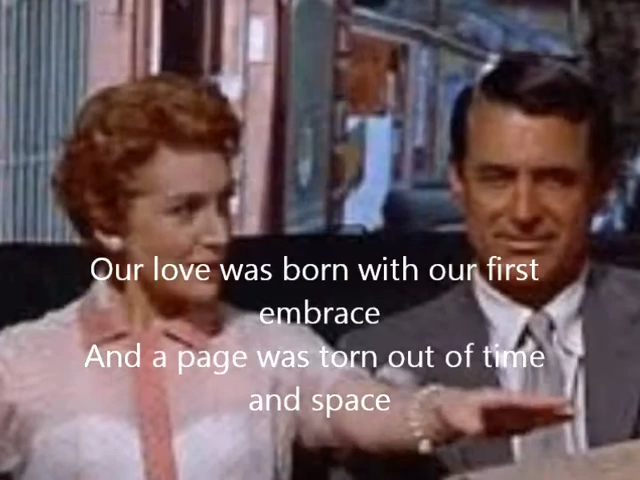 Our love was born with our first
embrace
And a page was torn out of time
and space